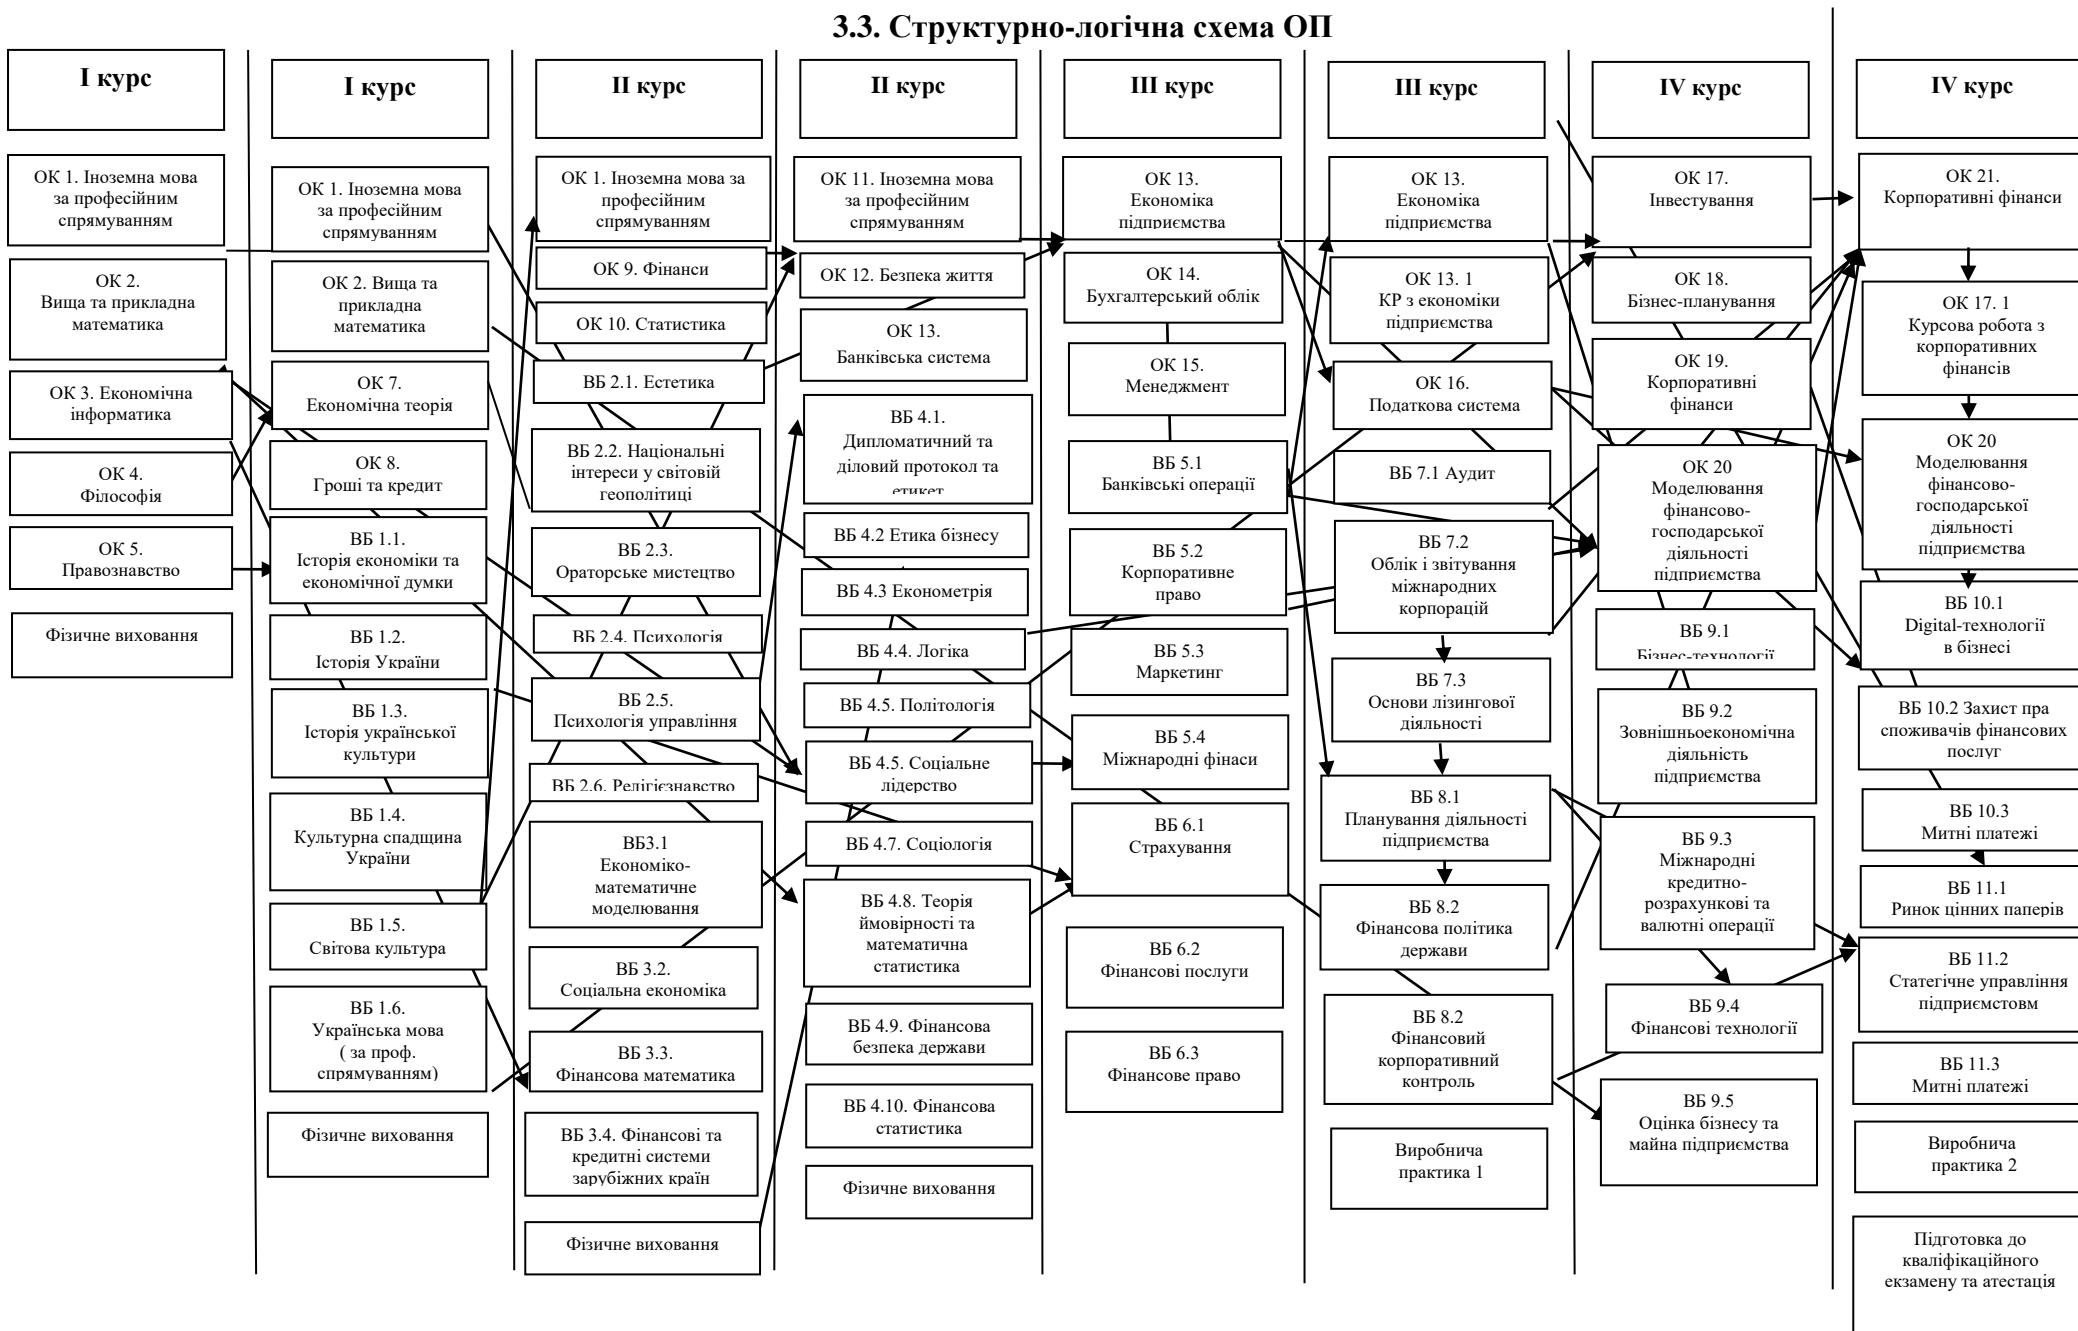 3.3. Структурно-логічна схема ОП
І курс
ОК 1. Іноземна мова
за професійним
спрямуванням
ОК 2.
Вища та прикладна
математика
ОК 3. Економічна
інформатика
ОК 4.
Філософія
ОК 5.
Правознавство
Фізичне виховання
І курс
ОК 1. Іноземна мова
за професійним
спрямуванням
ОК 2. Вища та
прикладна
математика
ОК 7.
Економічна теорія
ОК 8.
Гроші та кредит
ВБ 1.1.
Історія економіки та
економічної думки
ВБ 1.2.
Історія України
ВБ 1.3.
Історія української
культури
ВБ 1.4.
Культурна спадщина
України
ВБ 1.5.
Світова культура
ВБ 1.6.
Українська мова
( за проф.
спрямуванням)
Фізичне виховання
ІІ курс
ОК 1. Іноземна мова за
професійним
спрямуванням
ОК 9. Фінанси
ОК 10. Статистика
ВБ 2.1. Естетика
ВБ 2.2. Національні
інтереси у світовій
геополітиці
ВБ 2.3.
Ораторське мистецтво
ВБ 2.4. Психологія
ВБ 2.5.
Психологія управління
ВБ 2.6. Релігієзнавство
ВБ3.1
Економіко-
математичне
моделювання
ВБ 3.2.
Соціальна економіка
ВБ 3.3.
Фінансова математика
ВБ 3.4. Фінансові та
кредитні системи
зарубіжних країн
Фізичне виховання
ІІ курс
ОК 11. Іноземна мова
за професійним
спрямуванням
ОК 12. Безпека життя
ОК 13.
Банківська система
ВБ 4.1.
Дипломатичний та
діловий протокол та
етикет
ВБ 4.2 Етика бізнесу
ВБ 4.3 Економетрія
ВБ 4.4. Логіка
ВБ 4.5. Політологія
ВБ 4.5. Соціальне
лідерство
ВБ 4.7. Соціологія
ВБ 4.8. Теорія
ймовірності та
математична
статистика
ВБ 4.9. Фінансова
безпека держави
ВБ 4.10. Фінансова
статистика
Фізичне виховання
ІІІ курс
ОК 13.
Економіка
підприємства
ОК 14.
Бухгалтерський облік
ОК 15.
Менеджмент
ВБ 5.1
Банківські операції
ВБ 5.2
Корпоративне
право
ВБ 5.3
Маркетинг
ВБ 5.4
Міжнародні фінаси
ВБ 6.1
Страхування
ВБ 6.2
Фінансові послуги
ВБ 6.3
Фінансове право
ІІІ курс
ОК 13.
Економіка
підприємства
ОК 13. 1
КР з економіки
підприємства
ОК 16.
Податкова система
ВБ 7.1 Аудит
ВБ 7.2
Облік і звітування
міжнародних
корпорацій
ВБ 7.3
Основи лізингової
діяльності
ВБ 8.1
Планування діяльності
підприємства
ВБ 8.2
Фінансова політика
держави
ВБ 8.2
Фінансовий
корпоративний
контроль
Виробнича
практика 1
IV курс
ОК 17.
Інвестування
ОК 18.
Бізнес-планування
ОК 19.
Корпоративні
фінанси
ОК 20
Моделювання
фінансово-
господарської
діяльності
підприємства
ВБ 9.1
Бізнес-технології
ВБ 9.2
Зовнішньоекономічна
діяльність
підприємства
ВБ 9.3
Міжнародні
кредитно-
розрахункові та
валютні операції
ВБ 9.4
Фінансові технології
ВБ 9.5
Оцінка бізнесу та
майна підприємства
IV курс
ОК 21.
Корпоративні фінанси
ОК 17. 1
Курсова робота з
корпоративних
фінансів
ОК 20
Моделювання
фінансово-
господарської
діяльності
підприємства
ВБ 10.1
Digital-технології
в бізнесі
ВБ 10.2 Захист пра
споживачів фінансових
послуг
ВБ 10.3
Митні платежі
ВБ 11.1
Ринок цінних паперів
ВБ 11.2
Статегічне управління
підприємстовм
ВБ 11.3
Митні платежі
Виробнича
практика 2
Підготовка до
кваліфікаційного
екзамену та атестація